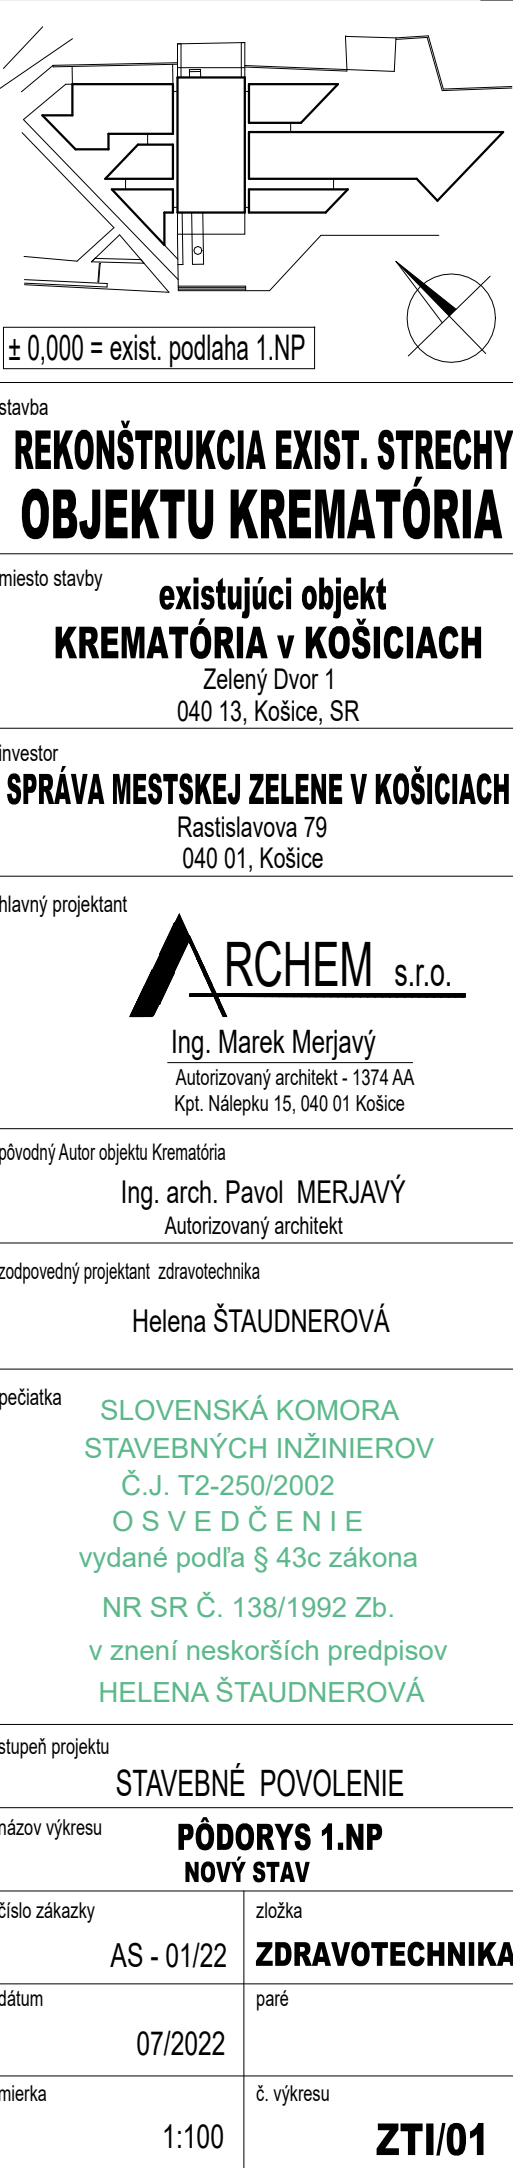 ± 0,000 = exist. podlaha 1.NP
stavba
REKONŠTRUKCIA EXIST. STRECHY
OBJEKTU KREMATÓRIA
miesto stavby
existujúci objekt
KREMATÓRIA v KOŠICIACH
Zelený Dvor 1
040 13, Košice, SR
investor
SPRÁVA MESTSKEJ ZELENE V KOŠICIACH
Rastislavova 79
040 01, Košice
hlavný projektant
ARCHEM s.r.o.
Ing. Marek Merjavý
Autorizovaný architekt - 1374 AA
Kpt. Nálepku 15, 040 01 Košice
pôvodný Autor objektu Krematória
Ing. arch. Pavol MERJAVÝ
Autorizovaný architekt
zodpovedný projektant zdravotechnika
Helena ŠTAUDNEROVÁ
pečiatka
SLOVENSKÁ KOMORA
STAVEBNÝCH INŽINIEROV
Č.J. T2-250/2002
O S V E D Č E N I E
vydané podľa § 43c zákona
NR SR Č. 138/1992 Zb.
v znení neskorších predpisov
HELENA ŠTAUDNEROVÁ
stupeň projektu
STAVEBNÉ POVOLENIE
názov výkresu
PÔDORYS 1.NP
NOVÝ STAV
číslo zákazky
AS - 01/22
zložka
ZDRAVOTECHNIKA
dátum
07/2022
paré
mierka
1:100
č. výkresu
ZTI/01